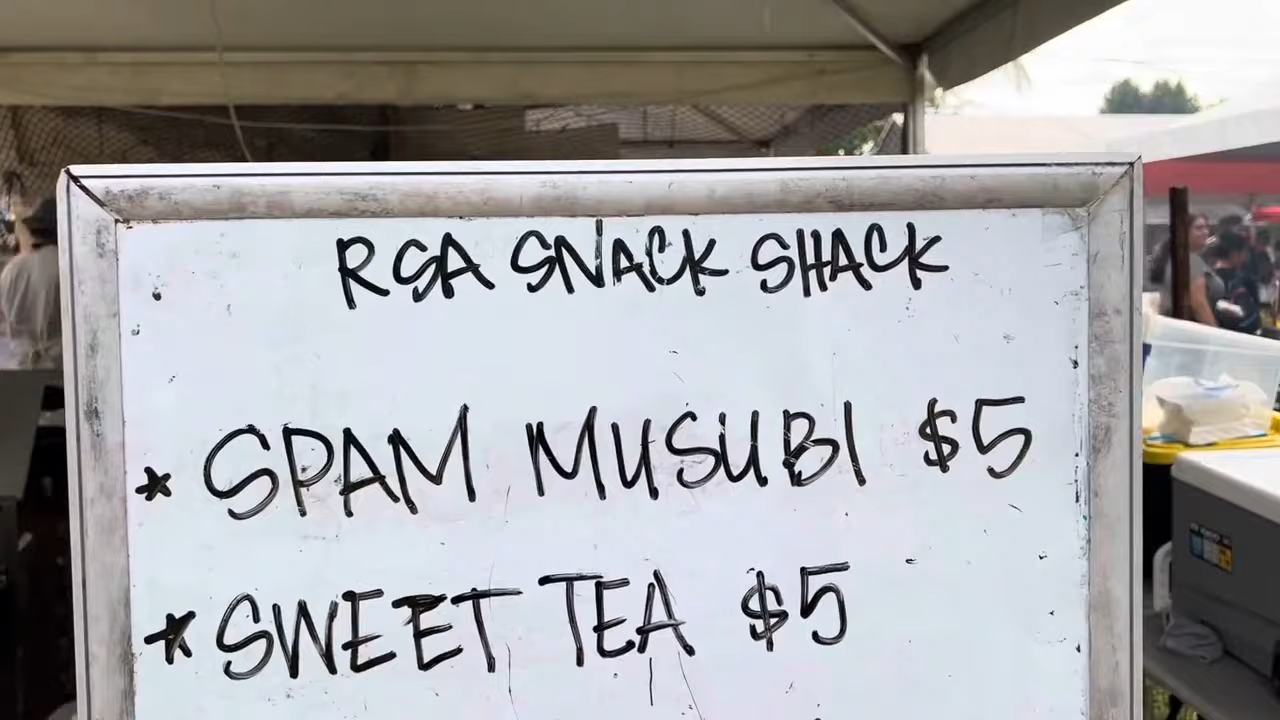 RSA SNACK SHACK
* SPAM MUSUBI $5
* SWEET TEA $5